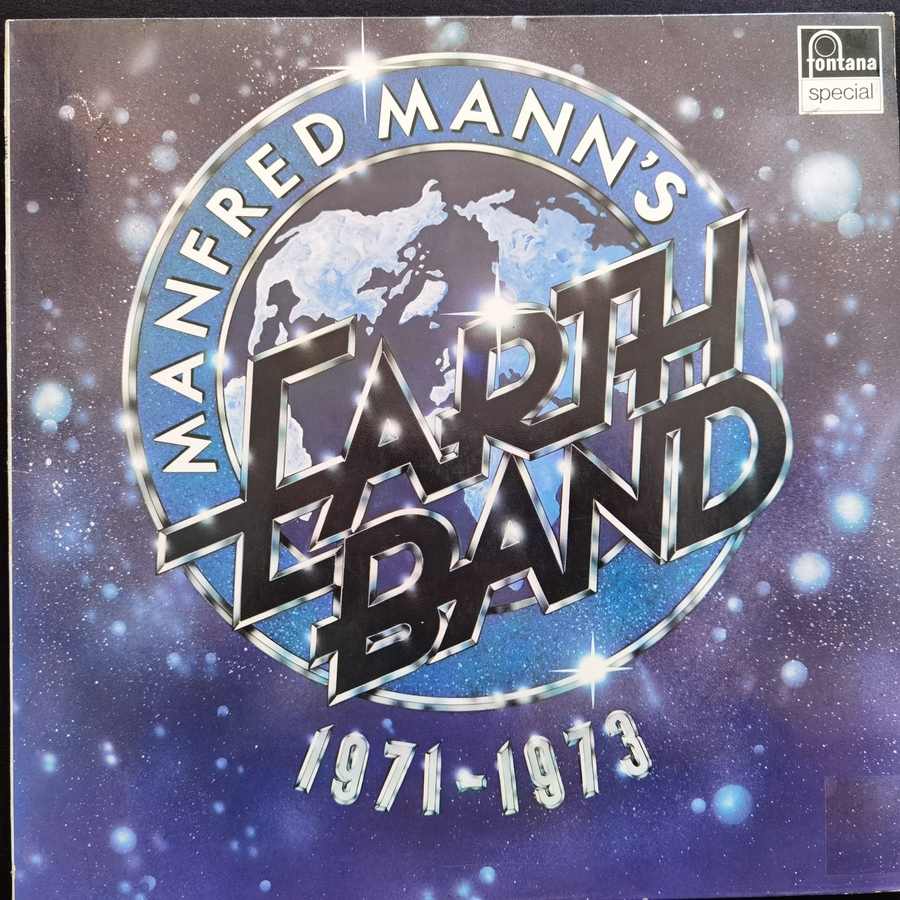 fontana
special
MANFRED MANN'S
EARTH
BAND
1971-1973